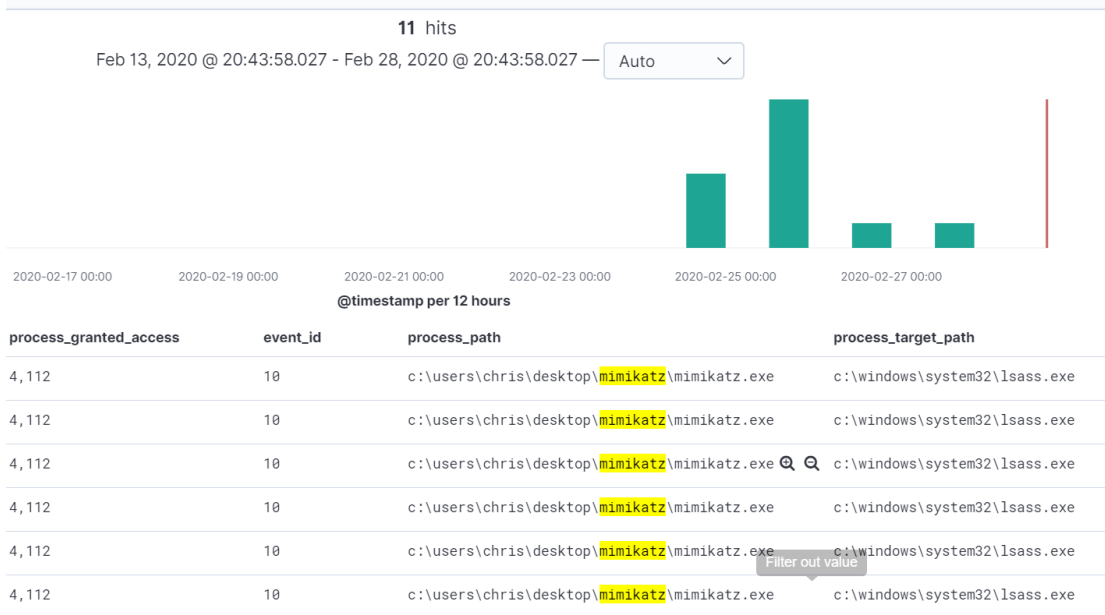 11 hits
Feb 13, 2020 @ 20:43:58.027 - Feb 28, 2020 @ 20:43:58.027 — Auto
2020-02-17 00:00 2020-02-19 00:00 2020-02-21 00:00 2020-02-23 00:00 2020-02-25 00:00 2020-02-27 00:00
@timestamp per 12 hours
process_granted_access event_id process_path process_target_path
4,112 10 c:\users\chris\desktop\mimikatz\mimikatz.exe c:\windows\system32\lsass.exe
4,112 10 c:\users\chris\desktop\mimikatz\mimikatz.exe c:\windows\system32\lsass.exe
4,112 10 c:\users\chris\desktop\mimikatz\mimikatz.exe c:\windows\system32\lsass.exe
4,112 10 c:\users\chris\desktop\mimikatz\mimikatz.exe c:\windows\system32\lsass.exe
4,112 10 c:\users\chris\desktop\mimikatz\mimikatz.exe c:\windows\system32\lsass.exe
Filter out value
4,112 10 c:\users\chris\desktop\mimikatz\mimikatz.exe c:\windows\system32\lsass.exe